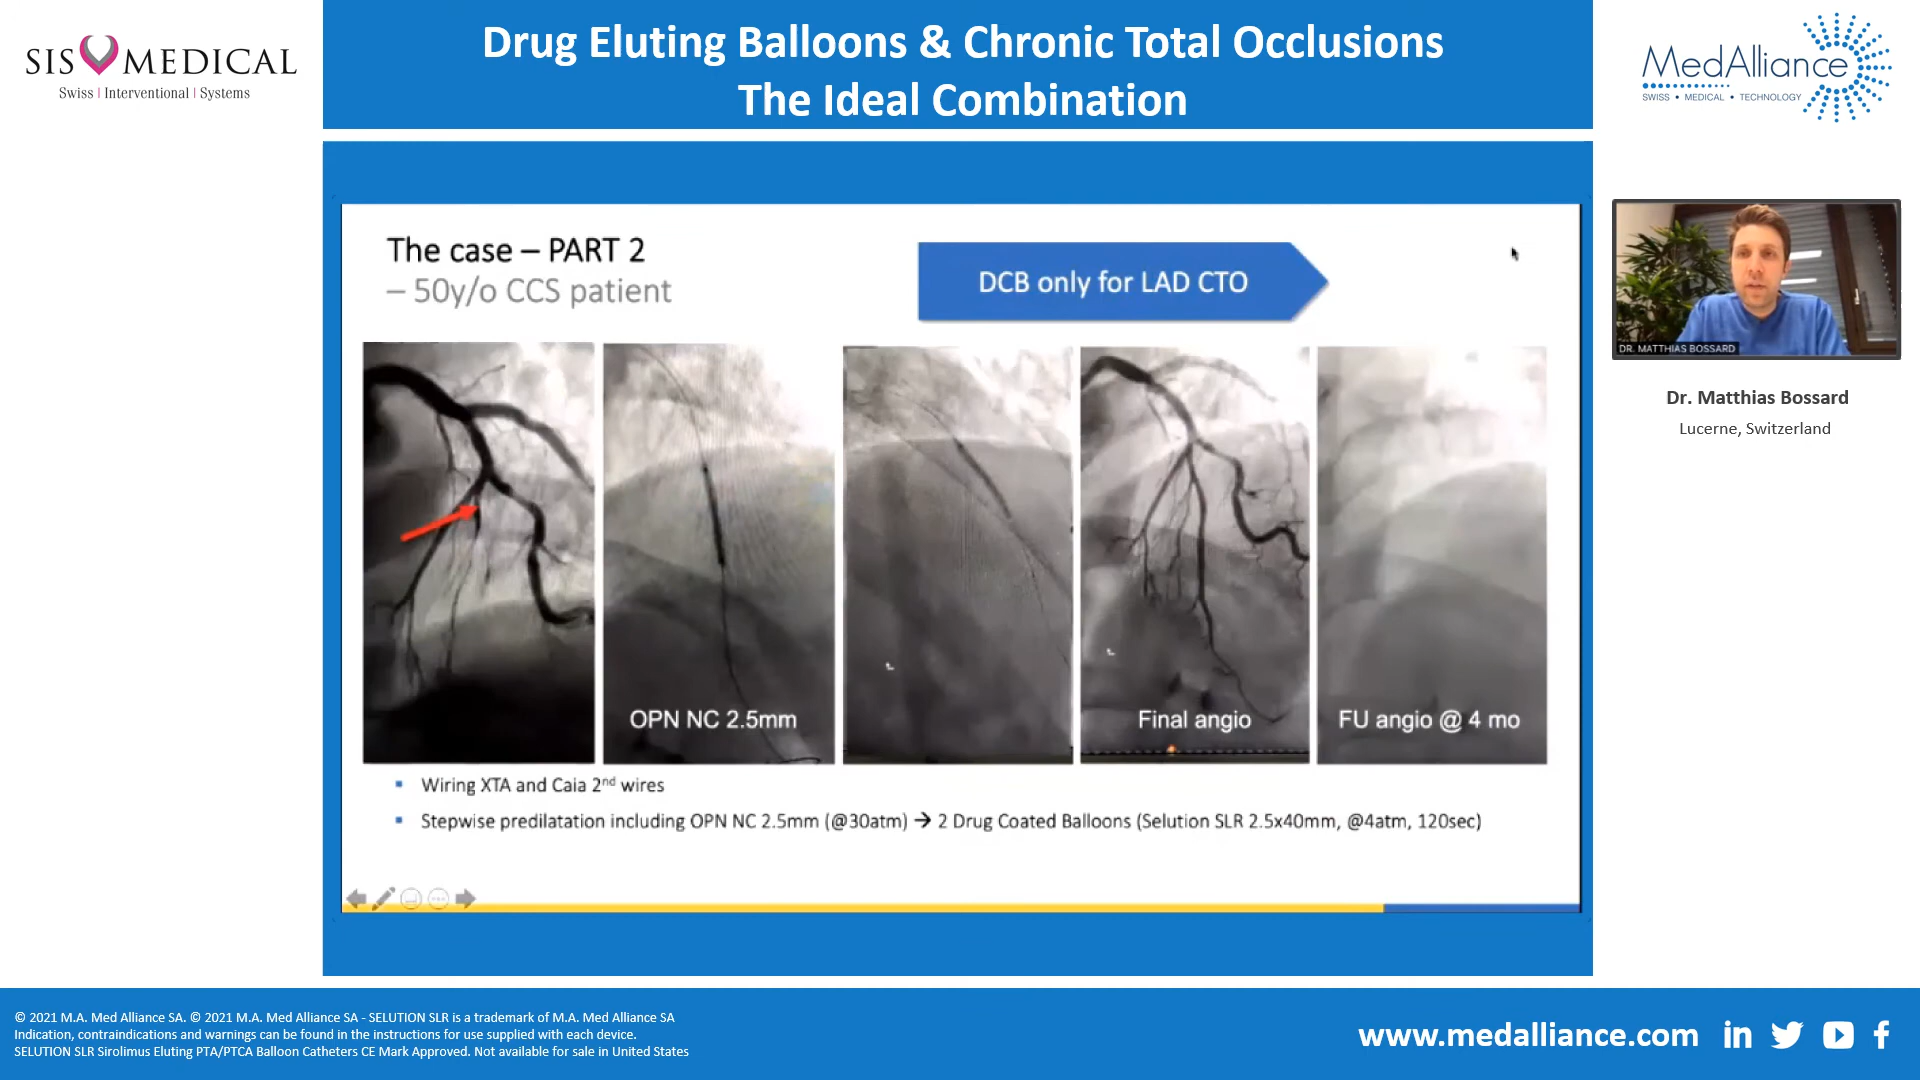 SIS MEDICAL
Swiss | Interventional | Systems
Drug Eluting Balloons & Chronic Total Occlusions
The Ideal Combination
MedAlliance
SWISS • MEDICAL • TECHNOLOGY
The case – PART 2
– 50y/o CCS patient
DCB only for LAD CTO
OPN NC 2.5mm
Final angio
FU angio @ 4 mo
▪ Wiring XTA and Caia 2nd wires
▪ Stepwise predilatation including OPN NC 2.5mm (@30atm) → 2 Drug Coated Balloons (Selution SLR 2.5x40mm, @4atm, 120sec)
DR. MATTHIAS BOSSARD
Dr. Matthias Bossard
Lucerne, Switzerland
© 2021 M.A. Med Alliance SA. © 2021 M.A. Med Alliance SA - SELUTION SLR is a trademark of M.A. Med Alliance SA
Indication, contraindications and warnings can be found in the instructions for use supplied with each device.
SELUTION SLR Sirolimus Eluting PTA/PTCA Balloon Catheters CE Mark Approved. Not available for sale in United States
www.medalliance.com